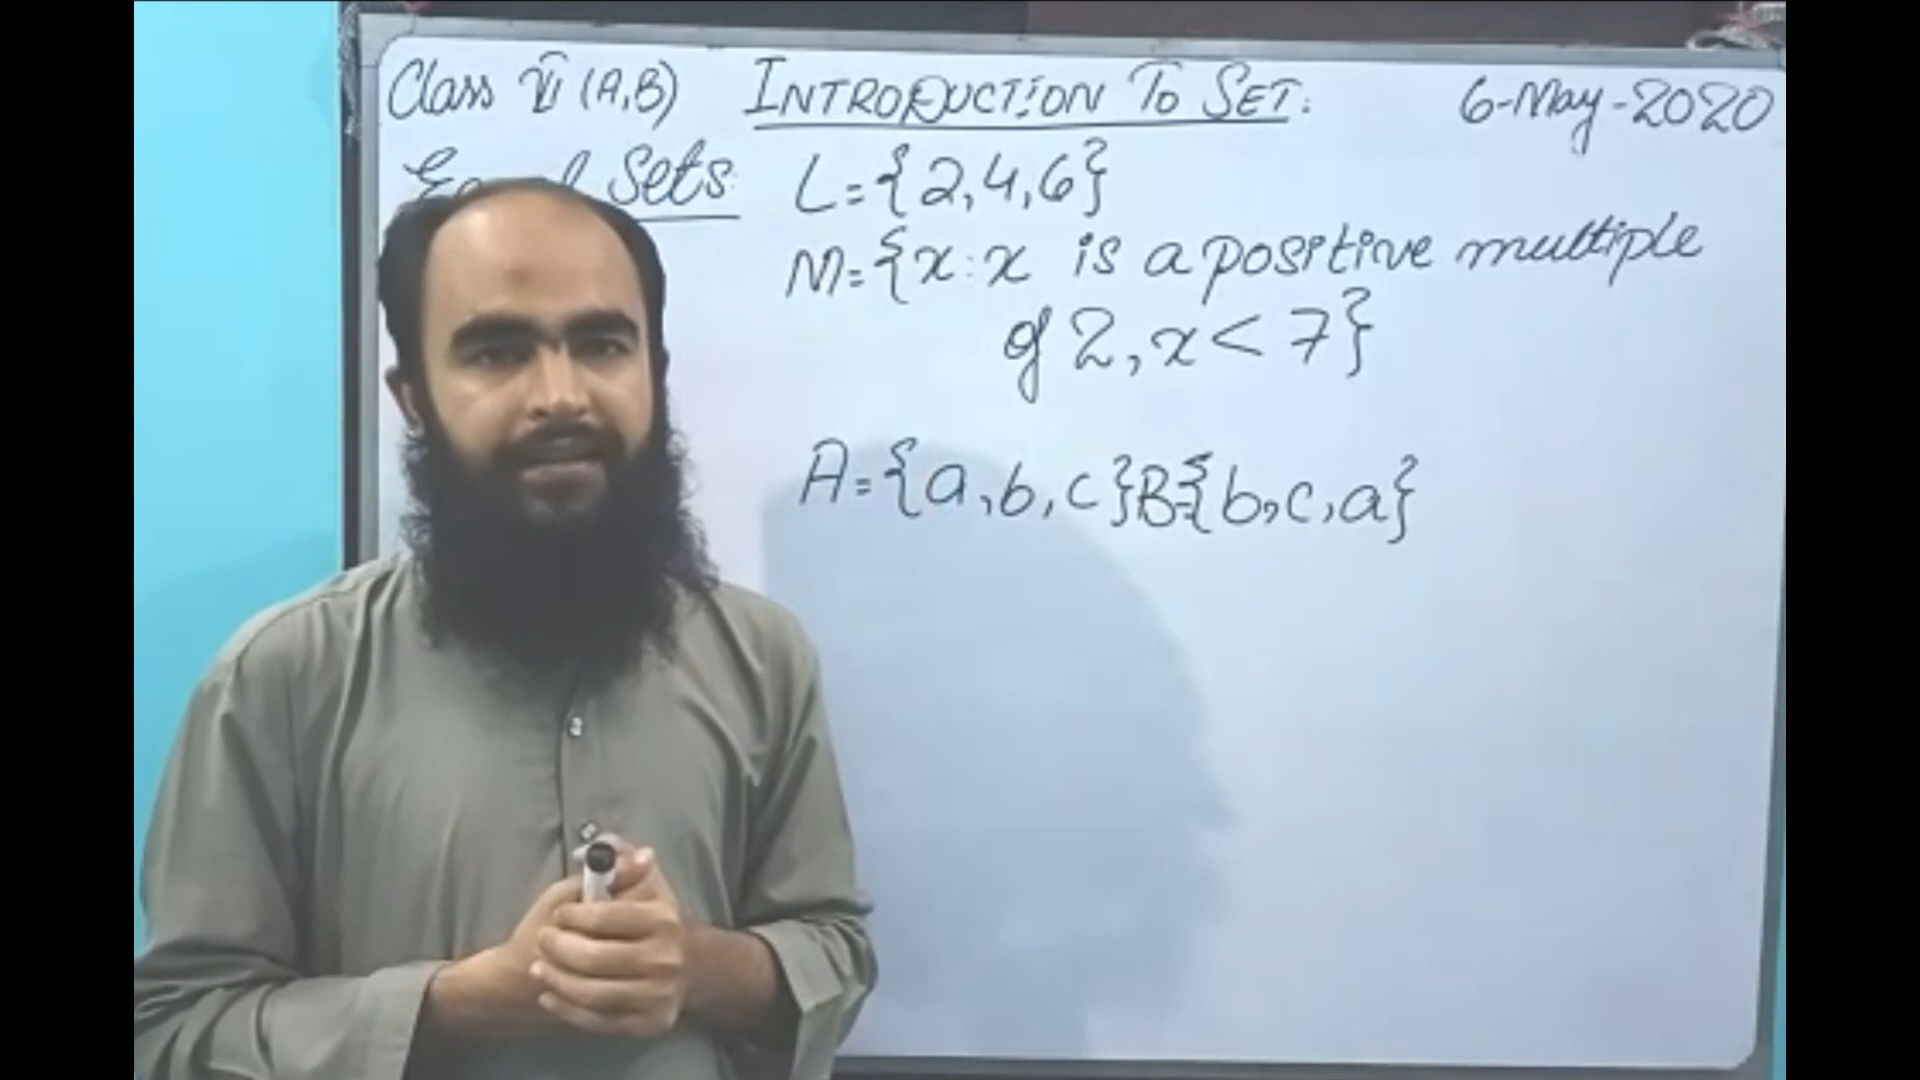 Class VI (A,B) INTRODUCTION TO SET: 6-May-2020
Sets: L={2,4,6}
M={x:x is a positive multiple
of 2, x<7}
A={a,b,c} B={b,c,a}